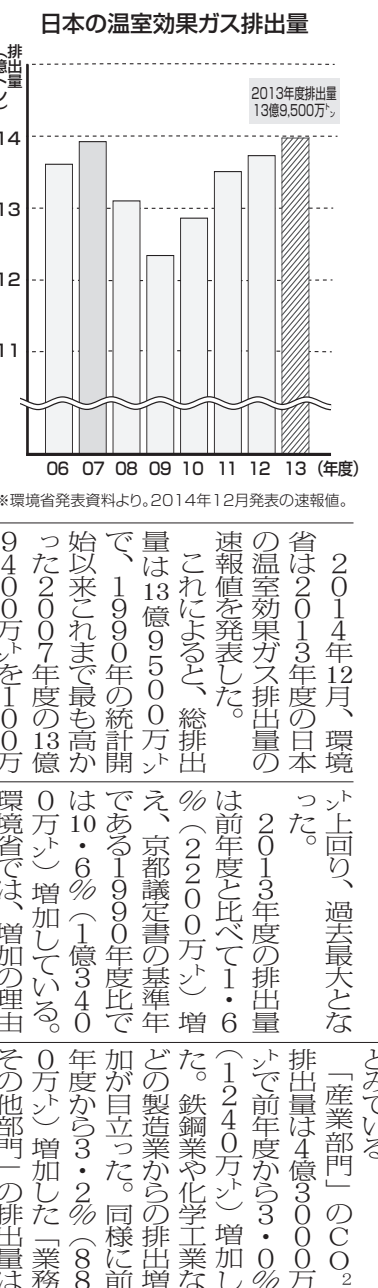 日本の温室効果ガス排出量
排出量
14
13
12
11
2013年度排出量
13億9,500万㌧
06 07 08 09 10 11 12 13 (年度)
※環境省発表資料より。2014年12月発表の速報値。
2014年12月、環境
省は2013年度の日本
の温室効果ガス排出量の
速報値を発表した。
これによると、総排出
量は13億9500万㌧
で、1990年の統計開
始以来これまで最も高か
った2007年度の13億
9400万㌧を100万
㌧上回り、過去最大とな
った。
2013年度の排出量
は前年度と比べて1・6
%(2200万㌧)増
え、京都議定書の基準年
である1990年度比で
は10・6%(1億340
0万㌧)増加している。
環境省では、増加の理由
とみている
「産業部門」のCO2
排出量は4億3000万
㌧で前年度から3・0%
(1240万㌧)増加し
た。鉄鋼業や化学工業な
どの製造業からの排出増
加が目立った。同様に前
年度から3・2%(88
0万㌧)増加した「業務
その他部門」の排出量は